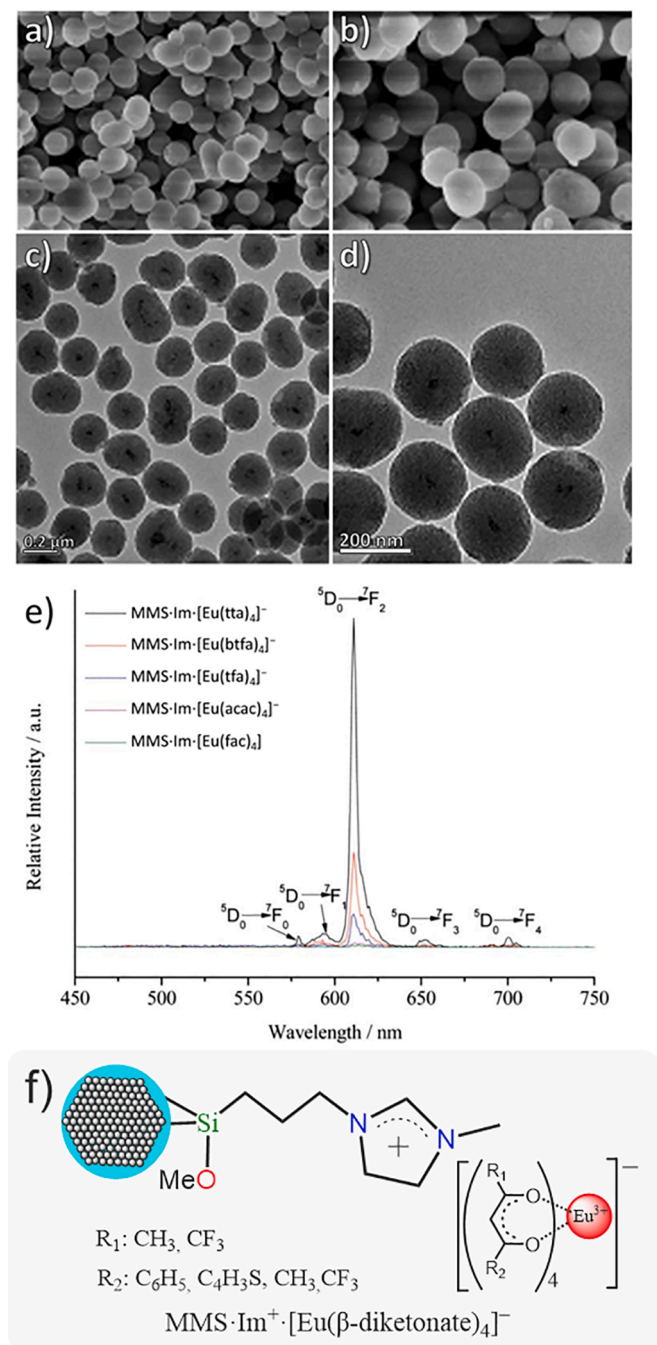 a)
b)
c)
0.2 μm
d)
200 nm
e)
⁵D₀→⁷F₂
MMS·Im·[Eu(tta)₄]⁻
MMS·Im·[Eu(btfa)₄]⁻
MMS·Im·[Eu(tfa)₄]⁻
MMS·Im·[Eu(acac)₄]⁻
MMS·Im·[Eu(fac)₄]
Relative Intensity / a.u.
⁵D₀→⁷F₀
⁵D₀→⁷F₁
⁵D₀→⁷F₃
⁵D₀→⁷F₄
450 500 550 600 650 700 750
Wavelength / nm
f)
Si
MeO
N
N
+
R₁
O
O
R₂
4
Eu³⁺
−
R₁: CH₃, CF₃
R₂: C₆H₅, C₄H₃S, CH₃,CF₃
MMS·Im⁺·[Eu(β-diketonate)₄]⁻